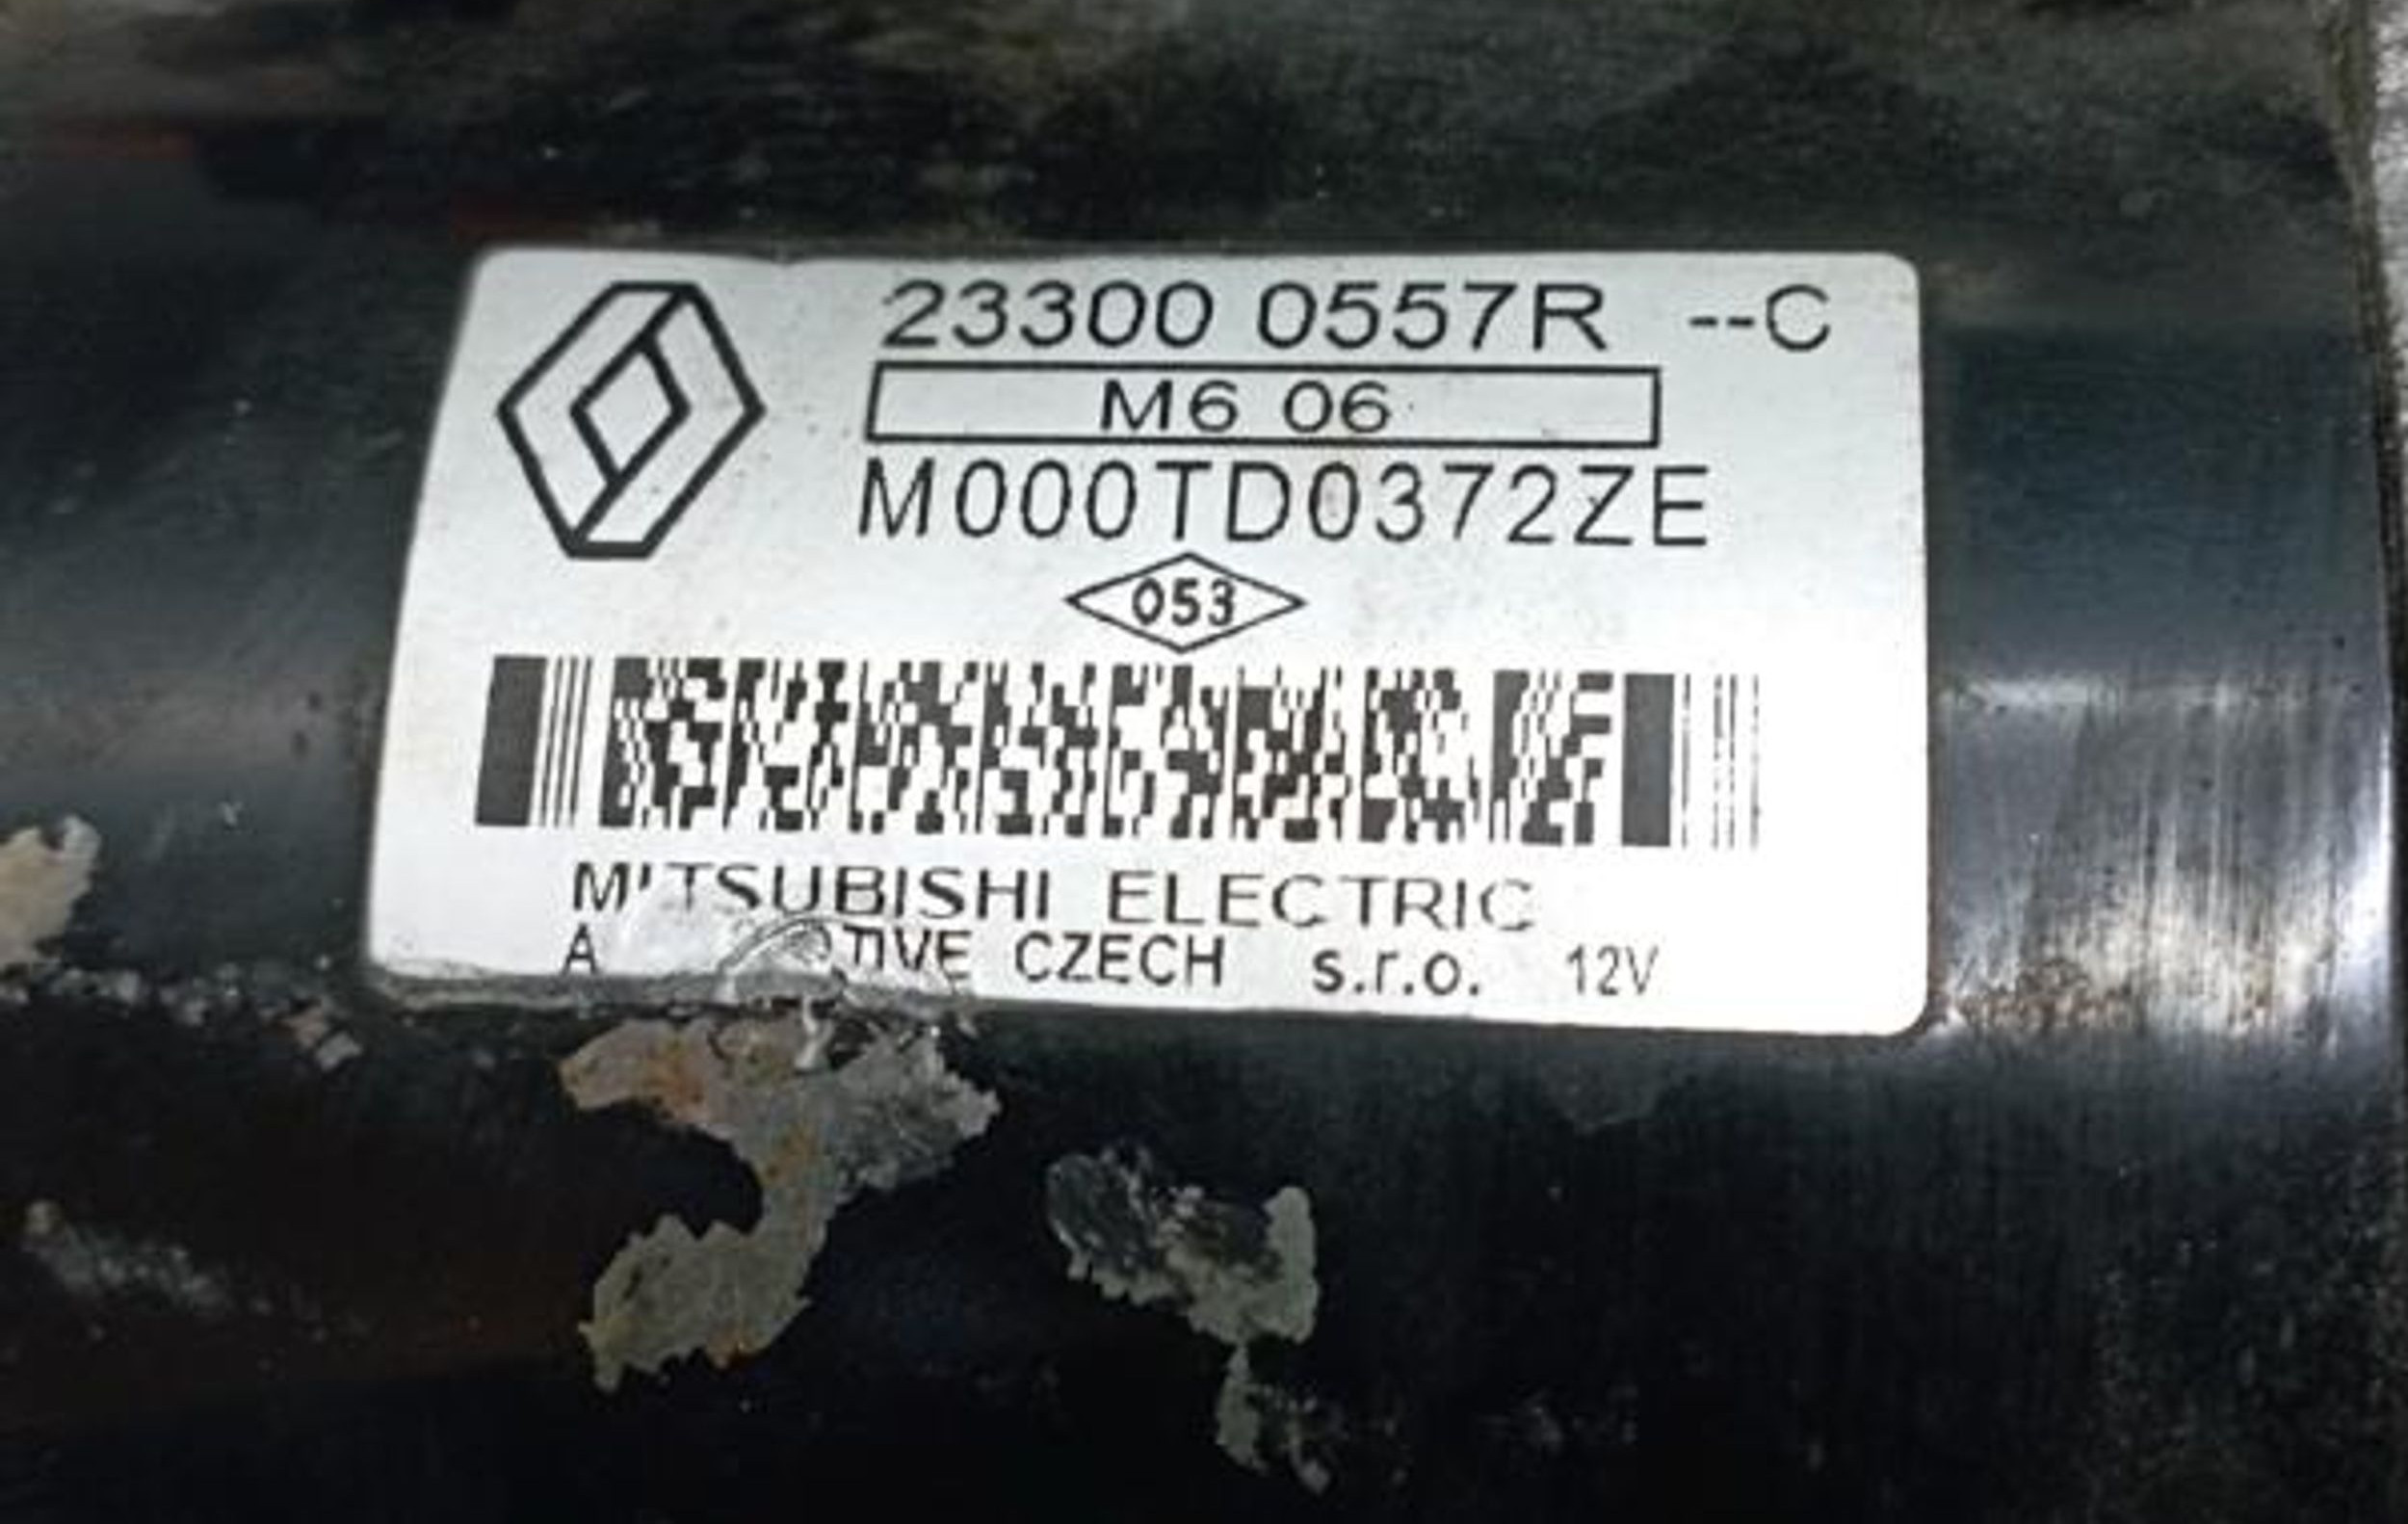 23300 0557R --C
M6 06
M000TD0372ZE
053
MITSUBISHI ELECTRIC
CZECH s.r.o. 12V